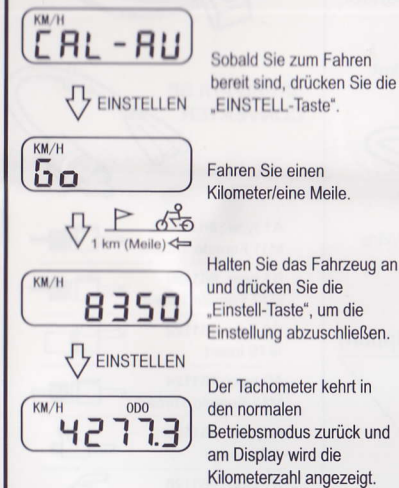 KM/H
CAL-AU
Sobald Sie zum Fahren
bereit sind, drücken Sie die
„EINSTELL-Taste".
EINSTELLEN
KM/H
Go
Fahren Sie einen
Kilometer/eine Meile.
1 km (Meile)
KM/H
8350
Halten Sie das Fahrzeug an
und drücken Sie die
„Einstell-Taste", um die
Einstellung abzuschließen.
EINSTELLEN
KM/H ODO
4277.3
Der Tachometer kehrt in
den normalen
Betriebsmodus zurück und
am Display wird die
Kilometerzahl angezeigt.